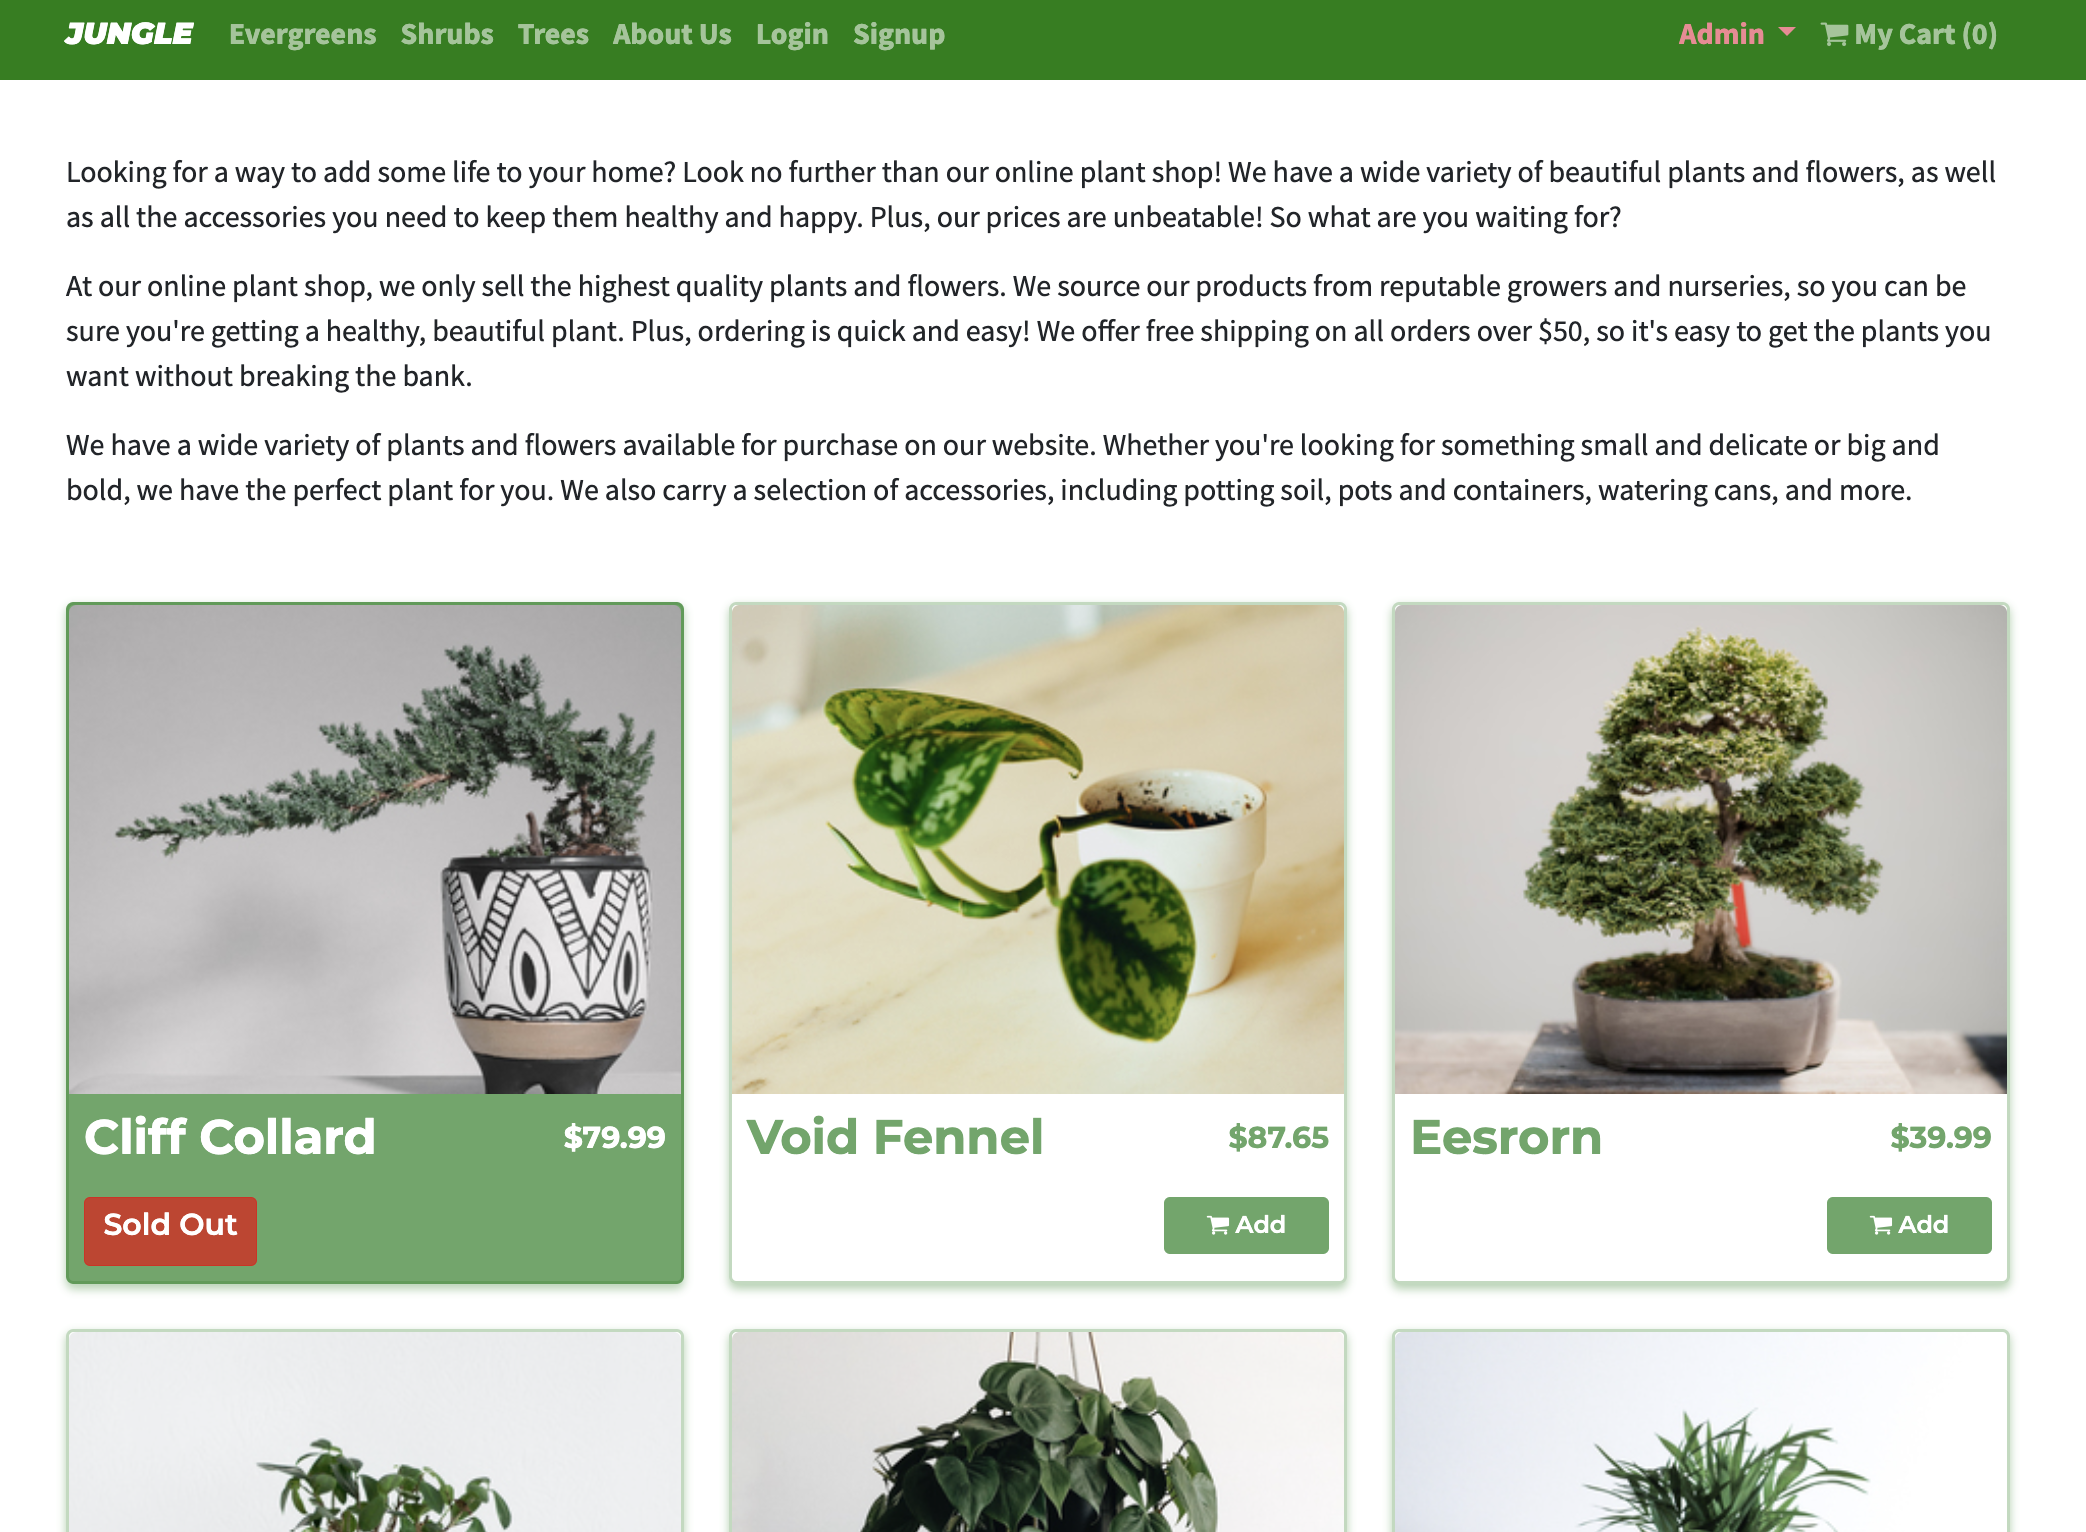 JUNGLE Evergreens Shrubs Trees About Us Login Signup Admin My Cart (0)
Looking for a way to add some life to your home? Look no further than our online plant shop! We have a wide variety of beautiful plants and flowers, as well
as all the accessories you need to keep them healthy and happy. Plus, our prices are unbeatable! So what are you waiting for?
At our online plant shop, we only sell the highest quality plants and flowers. We source our products from reputable growers and nurseries, so you can be
sure you're getting a healthy, beautiful plant. Plus, ordering is quick and easy! We offer free shipping on all orders over $50, so it's easy to get the plants you
want without breaking the bank.
We have a wide variety of plants and flowers available for purchase on our website. Whether you're looking for something small and delicate or big and
bold, we have the perfect plant for you. We also carry a selection of accessories, including potting soil, pots and containers, watering cans, and more.
Cliff Collard $79.99
Sold Out
Void Fennel $87.65
Add
Eesrorn $39.99
Add